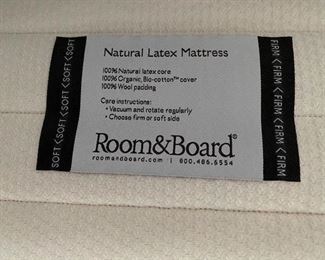 Natural Latex Mattress
100% Natural latex core
100% Organic, Bio-cotton™ cover
100% Wool padding
Care instructions:
• Vacuum and rotate regularly
• Choose firm or soft side
Room&Board®
roomandboard.com | 800.486.6554
SOFT < SOFT < SOFT < SOFT
FIRM < FIRM < FIRM < FIRM